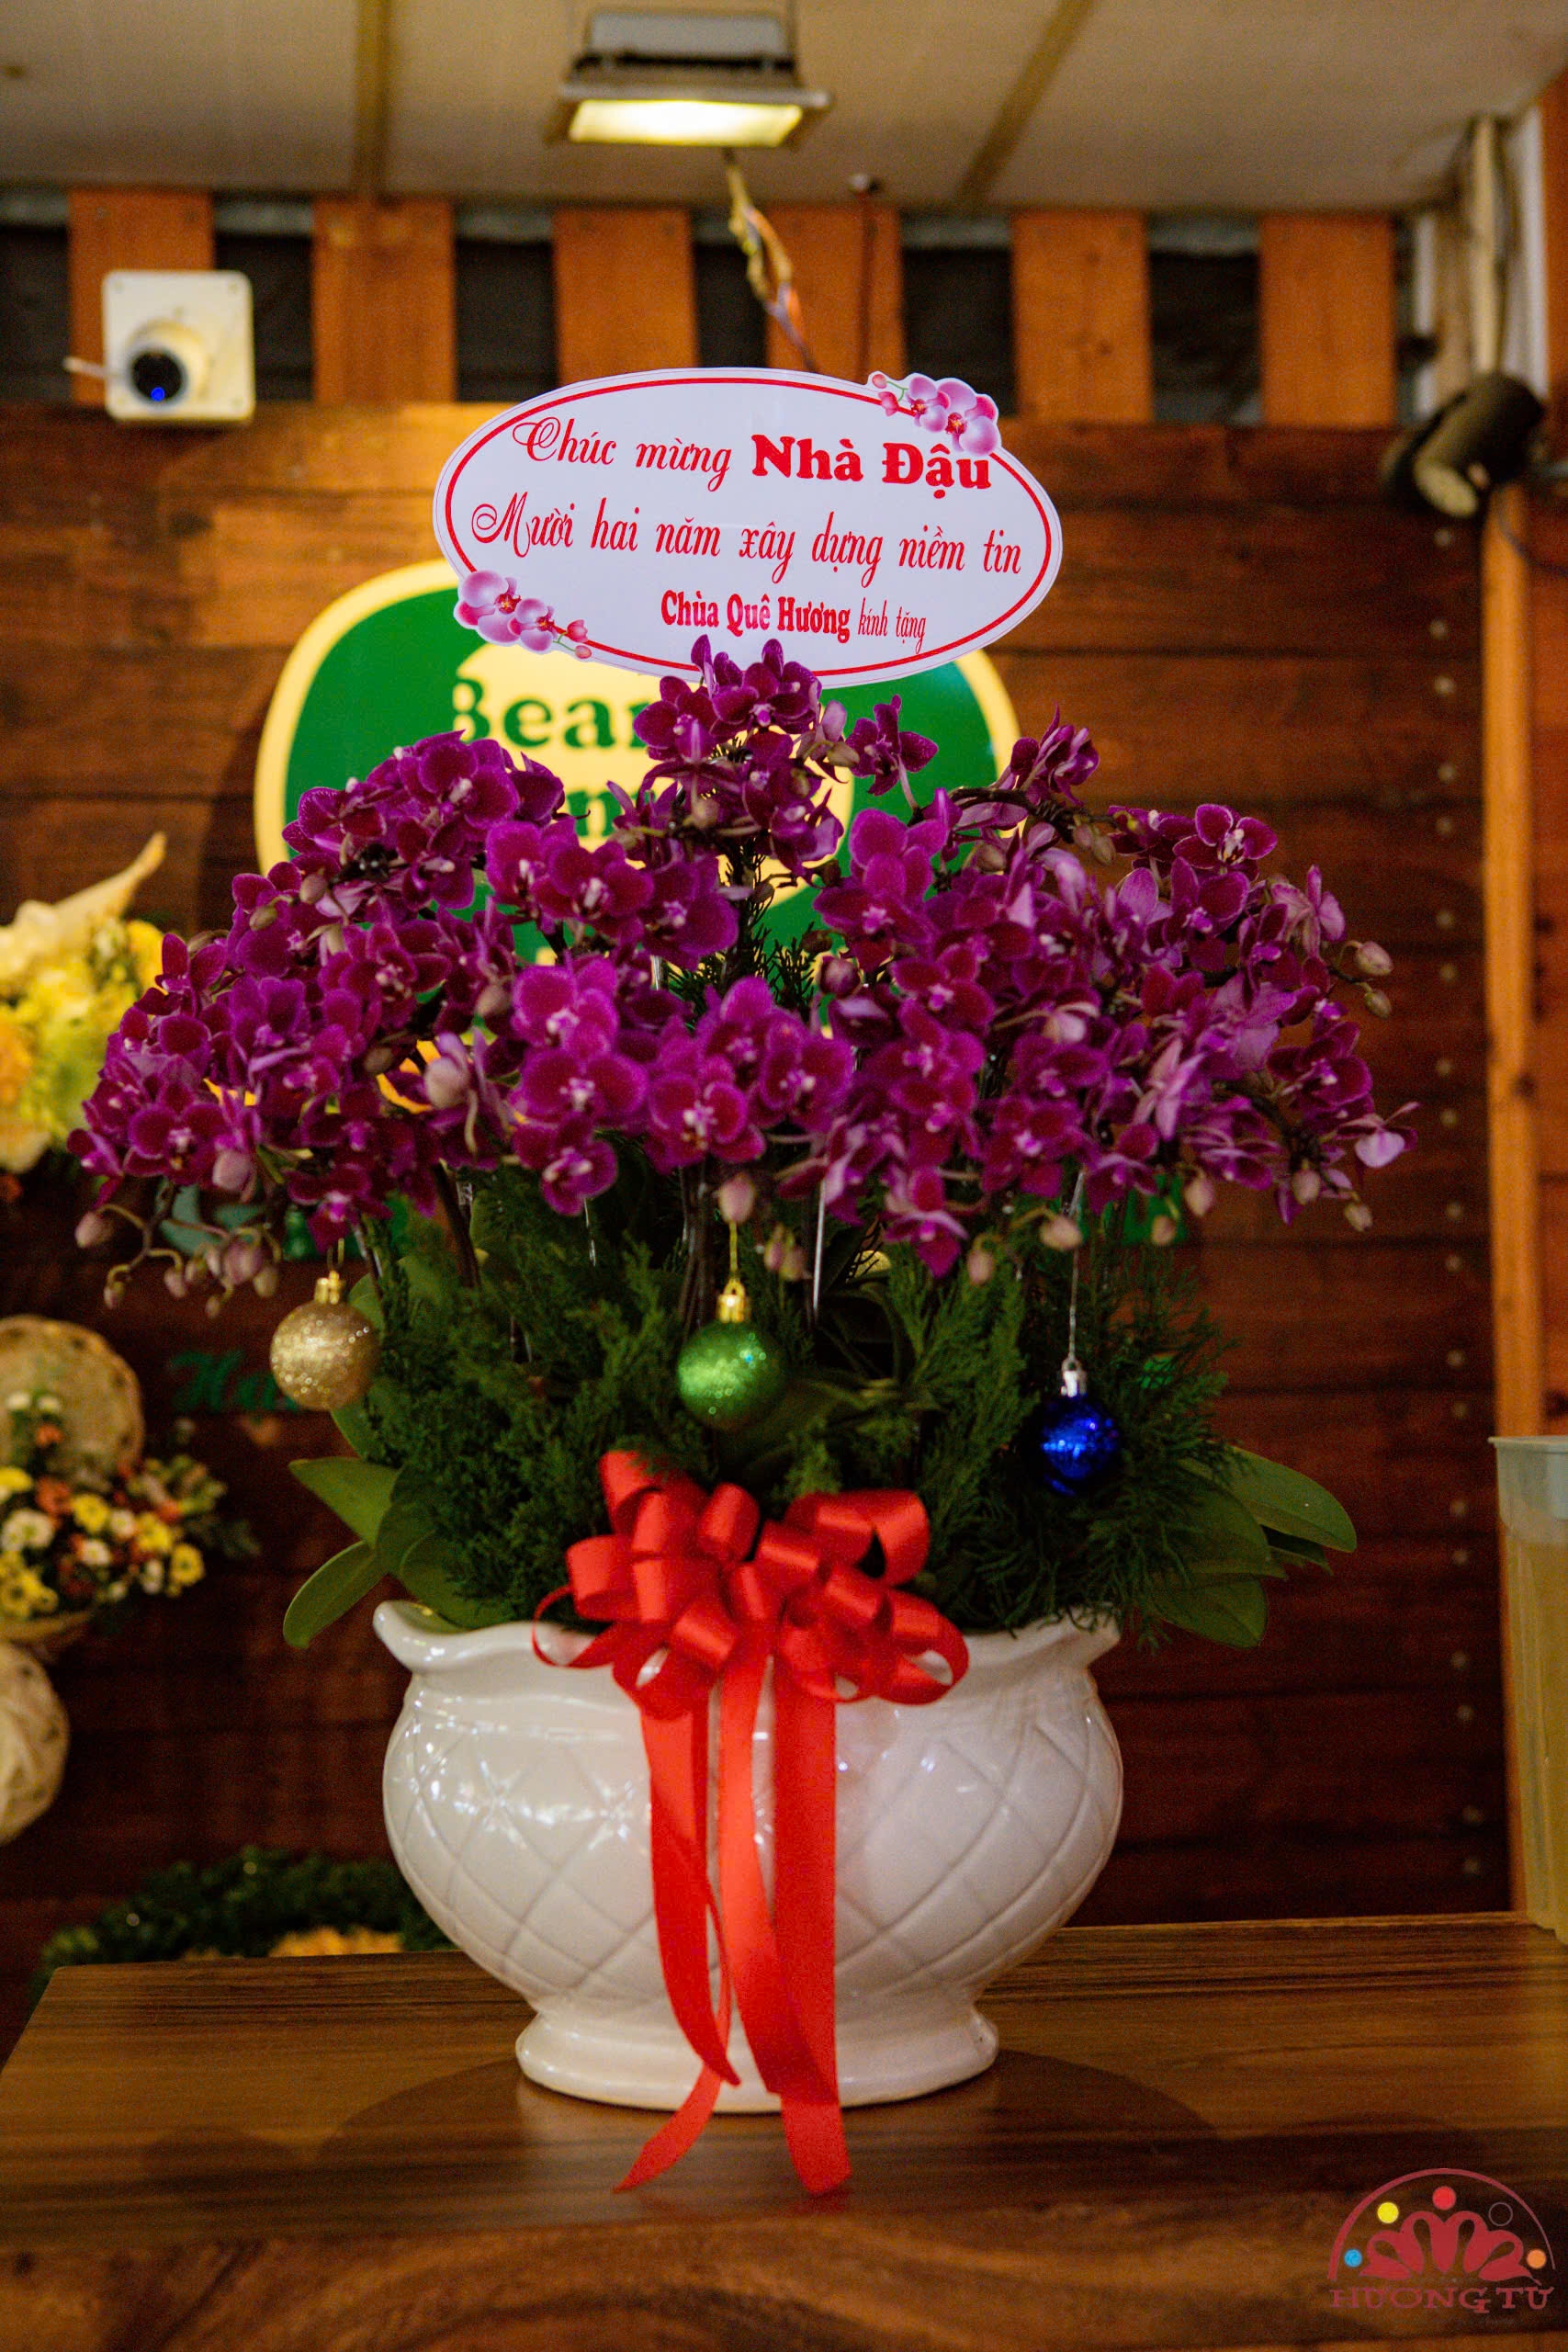 Chúc mừng Nhà Đậu
Mười hai năm xây dựng niềm tin
Chùa Quê Hương kính tặng
HƯƠNG TỪ